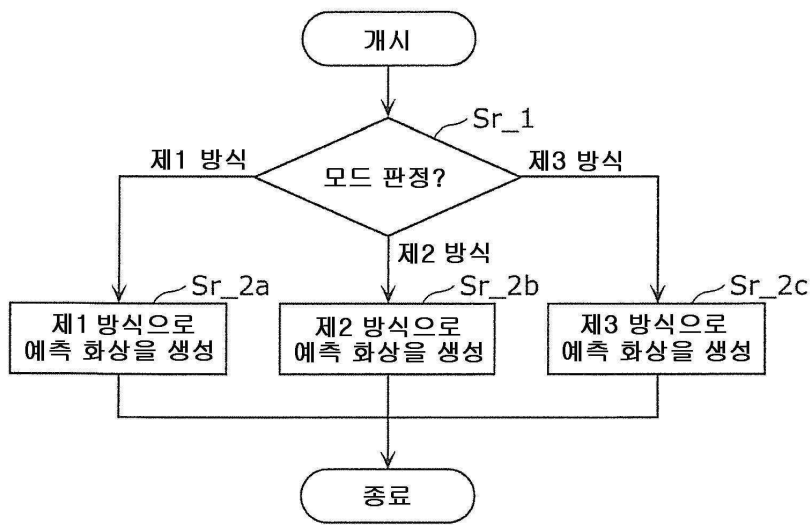 개시
Sr_1
제1 방식
모드 판정?
제3 방식
제2 방식
Sr_2a
Sr_2b
Sr_2c
제1 방식으로
예측 화상을 생성
제2 방식으로
예측 화상을 생성
제3 방식으로
예측 화상을 생성
종료